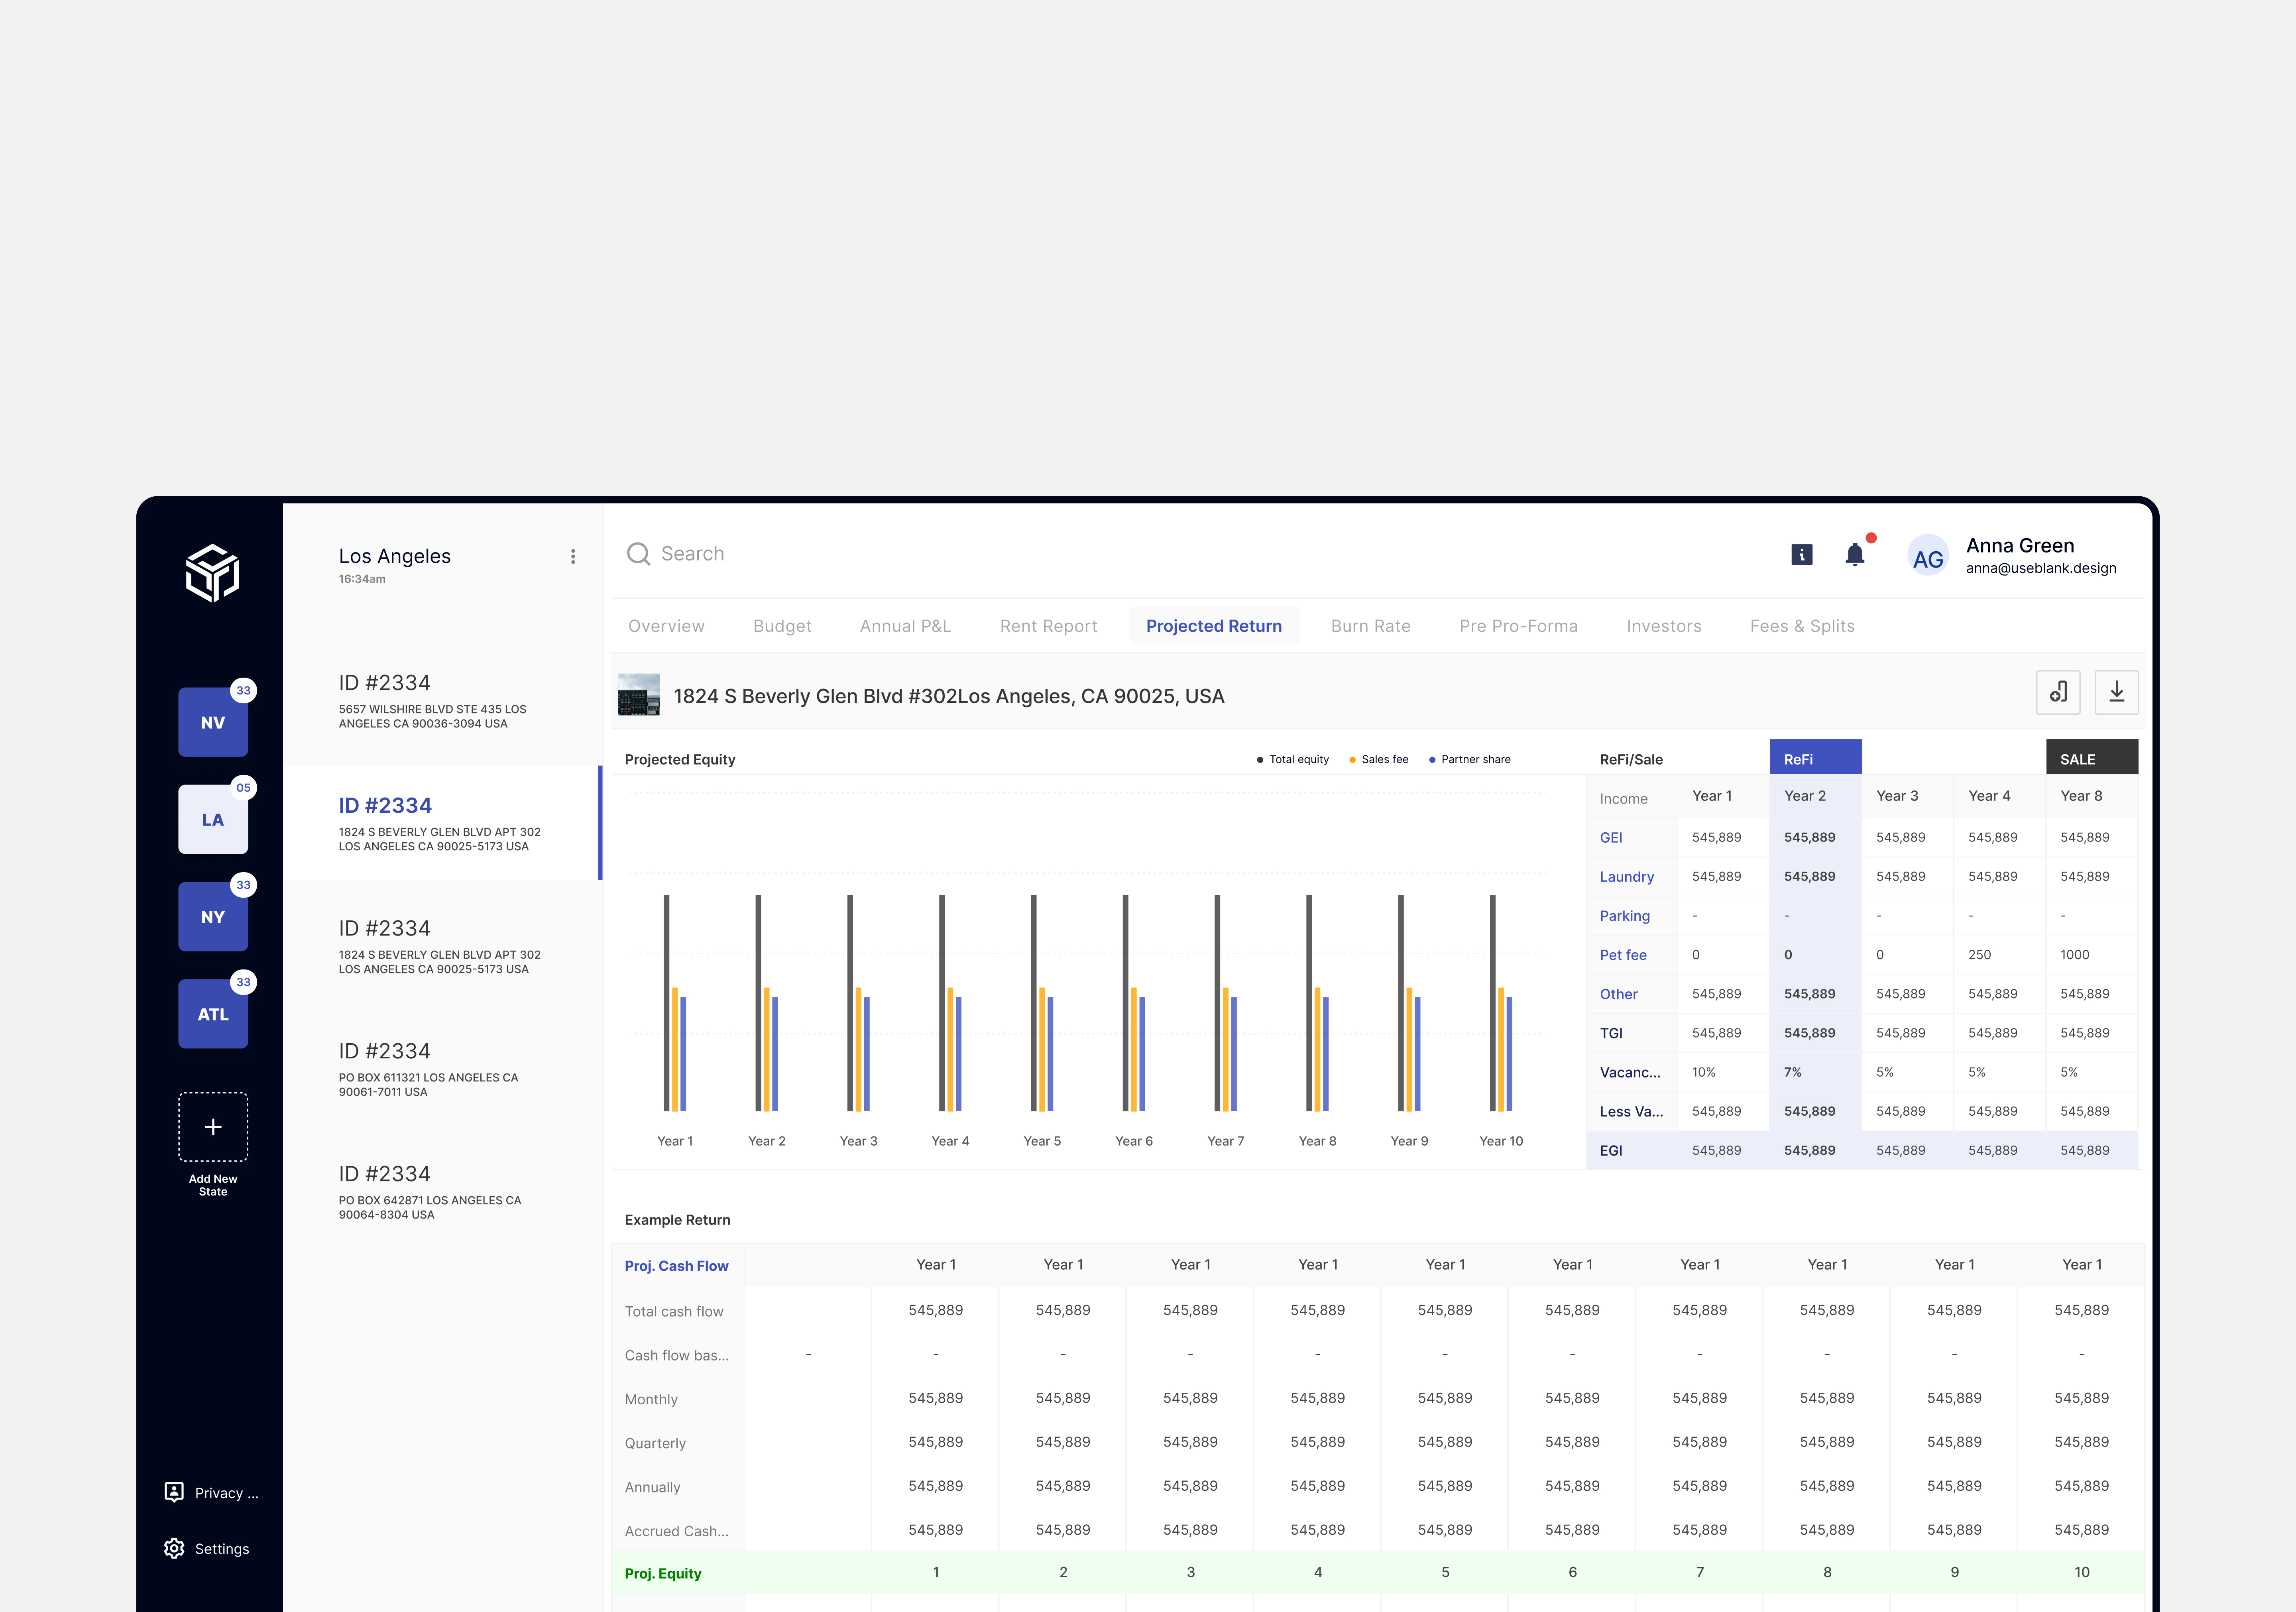 Los Angeles
16:34am
Search
AG
Anna Green
anna@useblank.design
Overview Budget Annual P&L Rent Report Projected Return Burn Rate Pre Pro-Forma Investors Fees & Splits
33
NV
05
LA
33
NY
33
ATL
Add New
State
Privacy ...
Settings
ID #2334
5657 WILSHIRE BLVD STE 435 LOS
ANGELES CA 90036-3094 USA
ID #2334
1824 S BEVERLY GLEN BLVD APT 302
LOS ANGELES CA 90025-5173 USA
ID #2334
1824 S BEVERLY GLEN BLVD APT 302
LOS ANGELES CA 90025-5173 USA
ID #2334
PO BOX 611321 LOS ANGELES CA
90061-7011 USA
ID #2334
PO BOX 642871 LOS ANGELES CA
90064-8304 USA
1824 S Beverly Glen Blvd #302Los Angeles, CA 90025, USA
Projected Equity Total equity Sales fee Partner share
Year 1 Year 2 Year 3 Year 4 Year 5 Year 6 Year 7 Year 8 Year 9 Year 10
ReFi/Sale ReFi SALE
Income Year 1 Year 2 Year 3 Year 4 Year 8
GEI 545,889 545,889 545,889 545,889 545,889
Laundry 545,889 545,889 545,889 545,889 545,889
Parking - - - - -
Pet fee 0 0 0 250 1000
Other 545,889 545,889 545,889 545,889 545,889
TGI 545,889 545,889 545,889 545,889 545,889
Vacanc... 10% 7% 5% 5% 5%
Less Va... 545,889 545,889 545,889 545,889 545,889
EGI 545,889 545,889 545,889 545,889 545,889
Example Return
Proj. Cash Flow Year 1 Year 1 Year 1 Year 1 Year 1 Year 1 Year 1 Year 1 Year 1 Year 1
Total cash flow 545,889 545,889 545,889 545,889 545,889 545,889 545,889 545,889 545,889 545,889
Cash flow bas... - - - - - - - - - - -
Monthly 545,889 545,889 545,889 545,889 545,889 545,889 545,889 545,889 545,889 545,889
Quarterly 545,889 545,889 545,889 545,889 545,889 545,889 545,889 545,889 545,889 545,889
Annually 545,889 545,889 545,889 545,889 545,889 545,889 545,889 545,889 545,889 545,889
Accrued Cash... 545,889 545,889 545,889 545,889 545,889 545,889 545,889 545,889 545,889 545,889
Proj. Equity 1 2 3 4 5 6 7 8 9 10